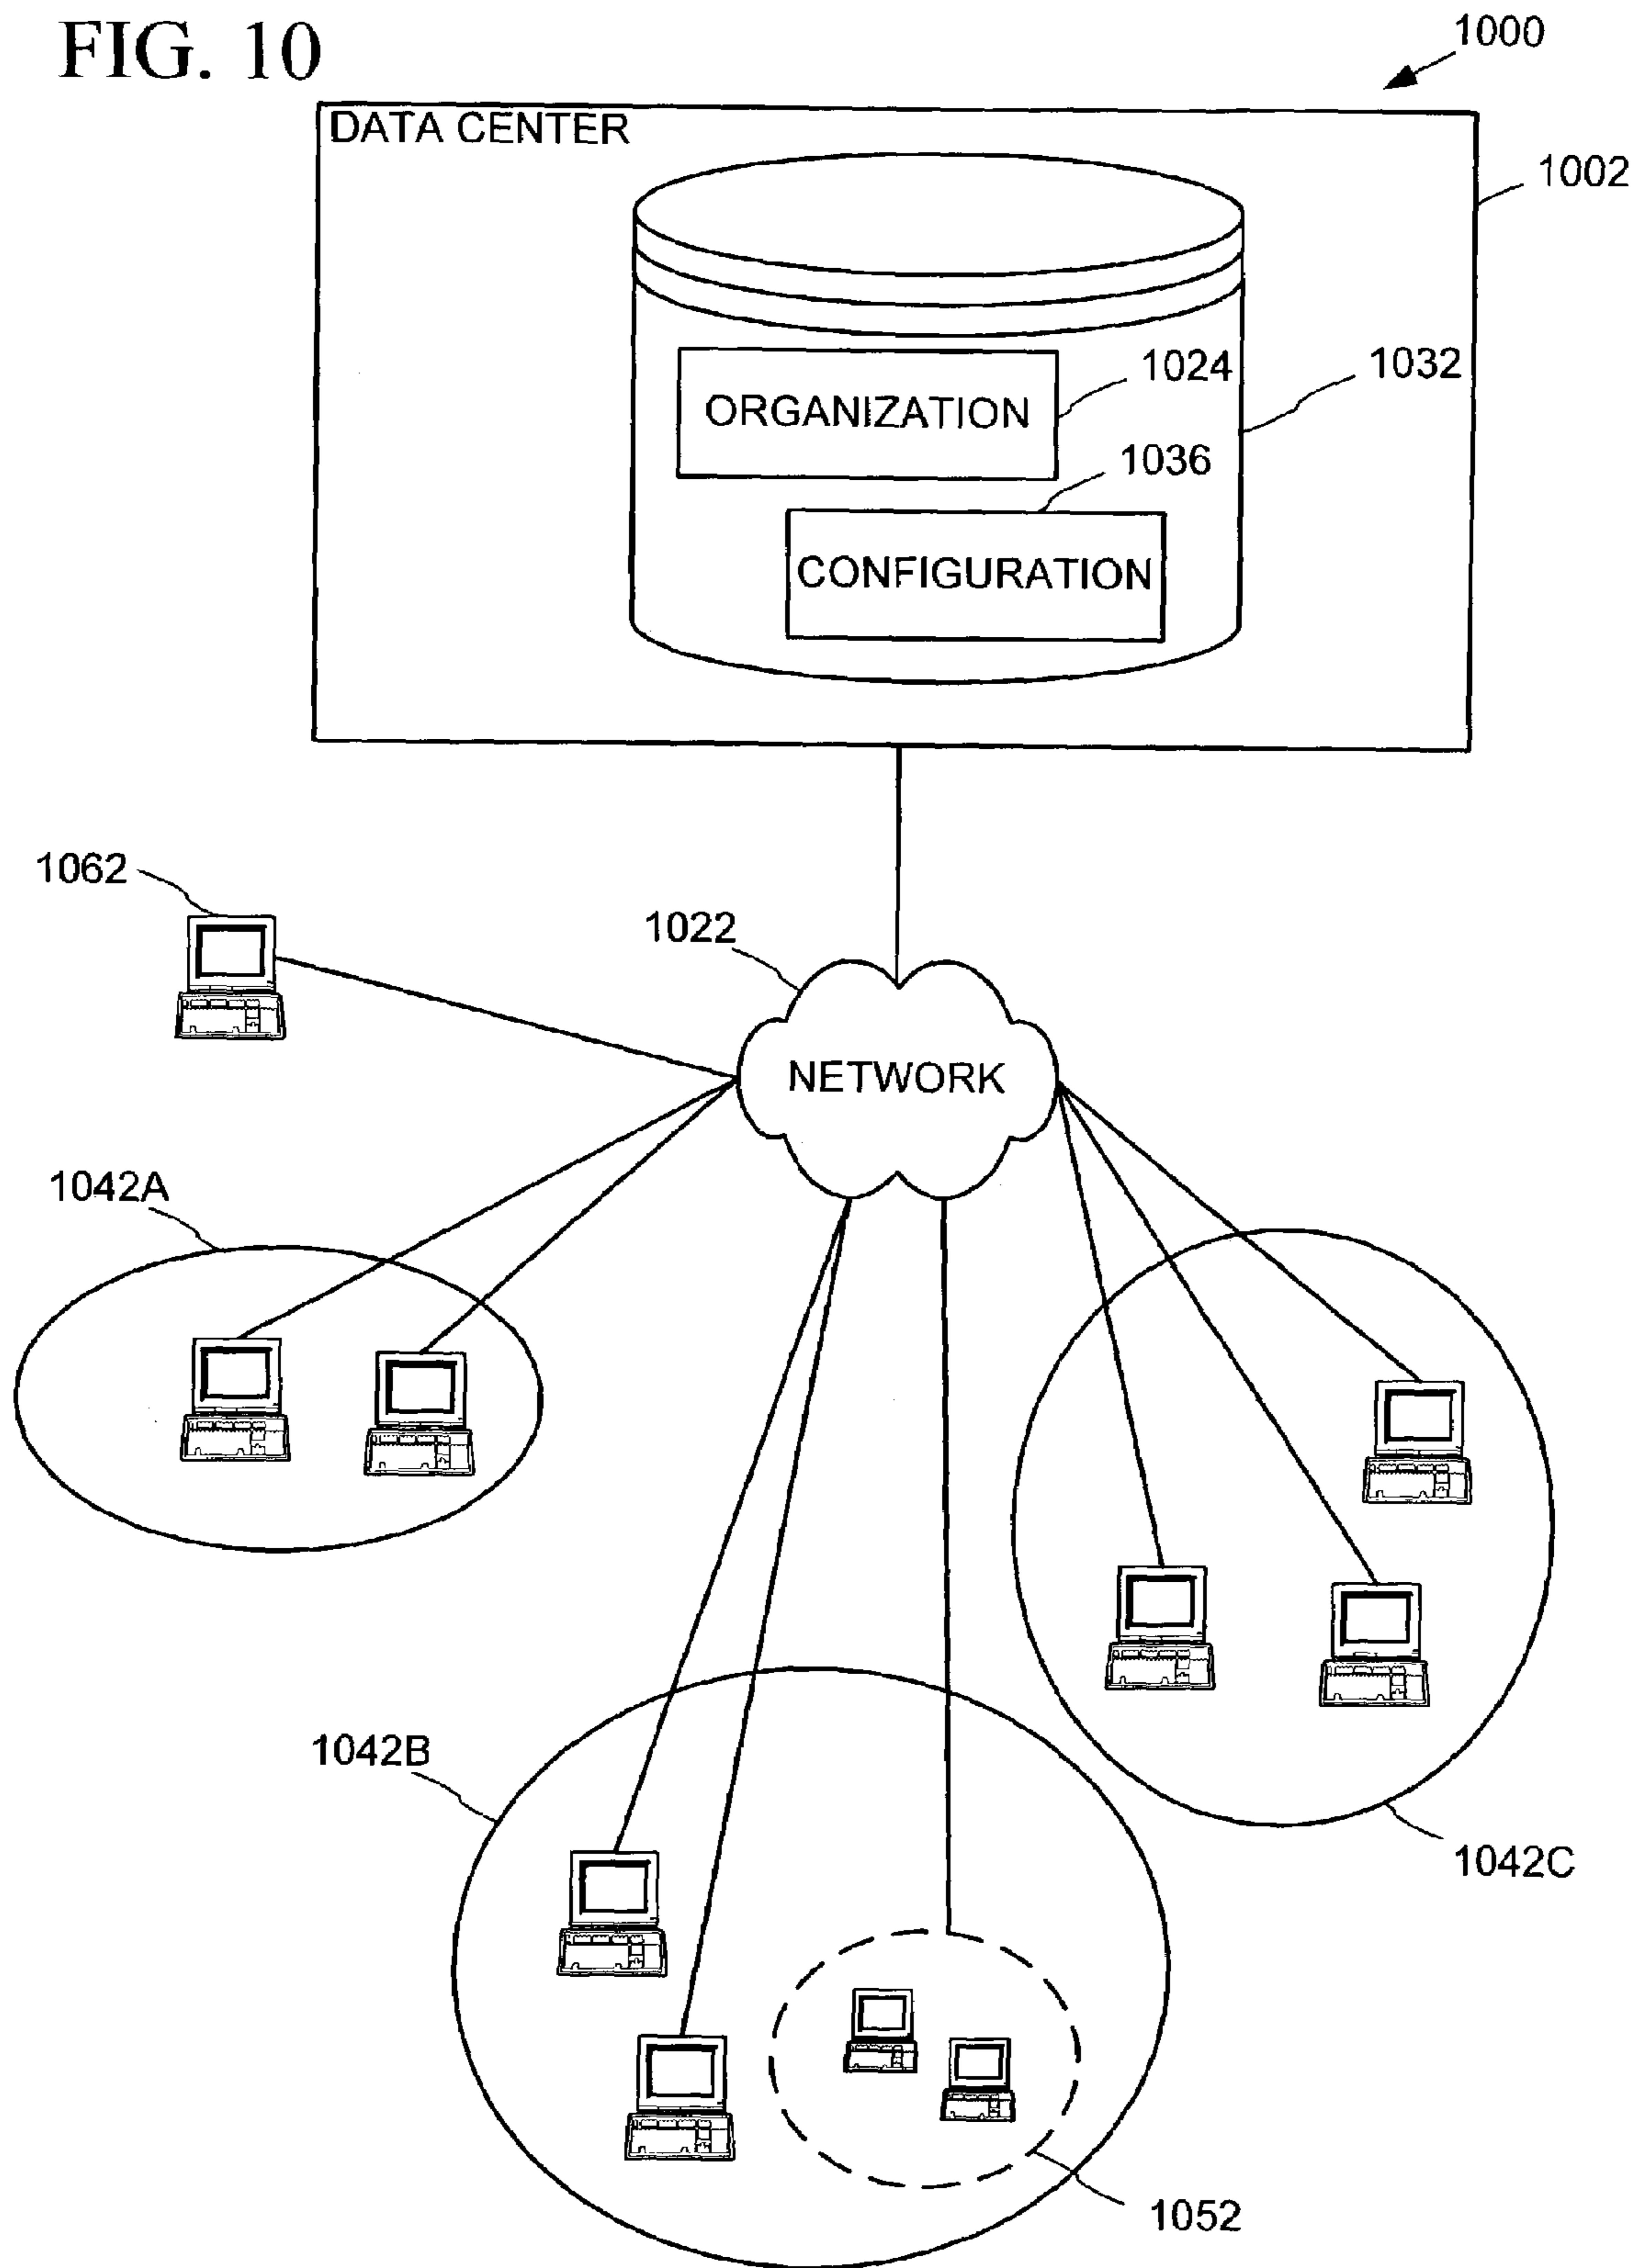 FIG. 10
1000
DATA CENTER
1002
1024
1032
ORGANIZATION
1036
CONFIGURATION
1062
1022
NETWORK
1042A
1042B
1042C
1052